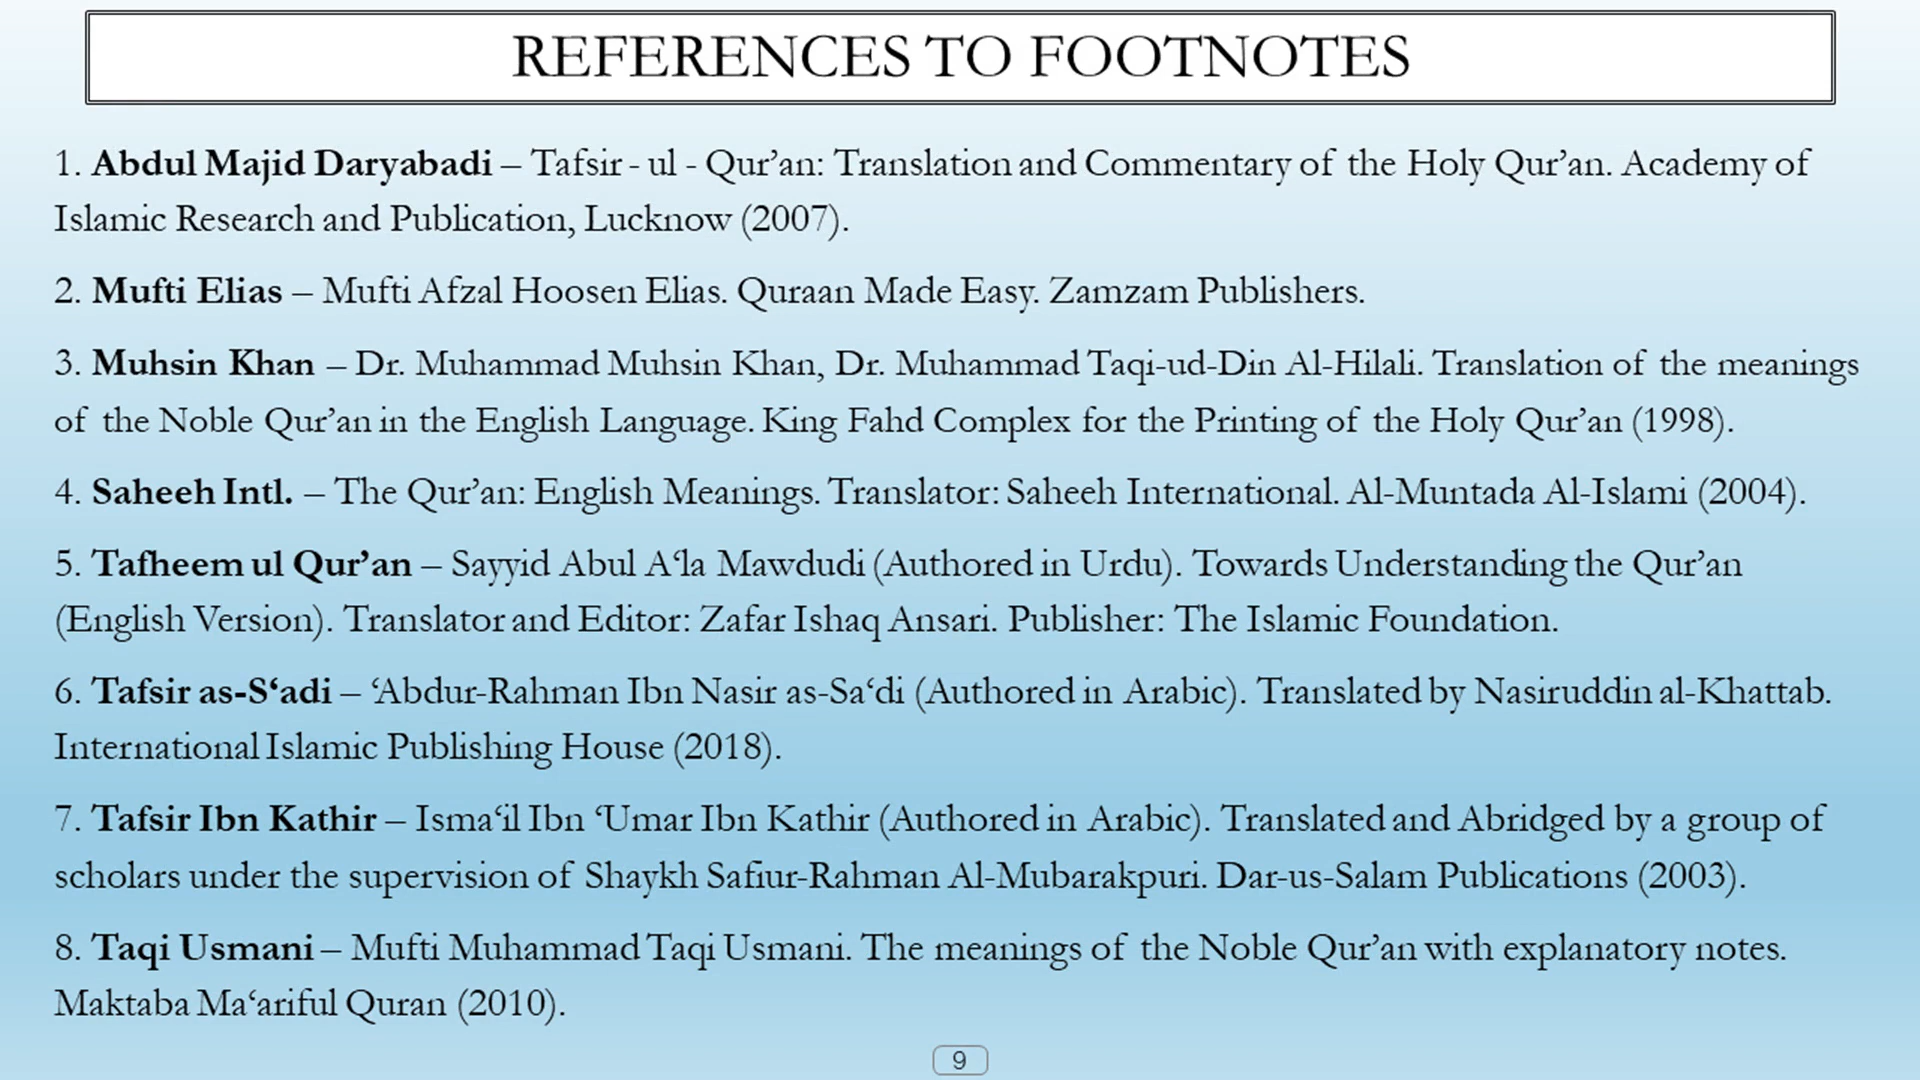 REFERENCES TO FOOTNOTES
1. Abdul Majid Daryabadi – Tafsir - ul - Qur’an: Translation and Commentary of the Holy Qur’an. Academy of
Islamic Research and Publication, Lucknow (2007).
2. Mufti Elias – Mufti Afzal Hoosen Elias. Quraan Made Easy. Zamzam Publishers.
3. Muhsin Khan – Dr. Muhammad Muhsin Khan, Dr. Muhammad Taqi-ud-Din Al-Hilali. Translation of the meanings
of the Noble Qur’an in the English Language. King Fahd Complex for the Printing of the Holy Qur’an (1998).
4. Saheeh Intl. – The Qur’an: English Meanings. Translator: Saheeh International. Al-Muntada Al-Islami (2004).
5. Tafheem ul Qur’an – Sayyid Abul A‘la Mawdudi (Authored in Urdu). Towards Understanding the Qur’an
(English Version). Translator and Editor: Zafar Ishaq Ansari. Publisher: The Islamic Foundation.
6. Tafsir as-S‘adi – ‘Abdur-Rahman Ibn Nasir as-Sa‘di (Authored in Arabic). Translated by Nasiruddin al-Khattab.
International Islamic Publishing House (2018).
7. Tafsir Ibn Kathir – Isma‘il Ibn ‘Umar Ibn Kathir (Authored in Arabic). Translated and Abridged by a group of
scholars under the supervision of Shaykh Safiur-Rahman Al-Mubarakpuri. Dar-us-Salam Publications (2003).
8. Taqi Usmani – Mufti Muhammad Taqi Usmani. The meanings of the Noble Qur’an with explanatory notes.
Maktaba Ma‘ariful Quran (2010).
9